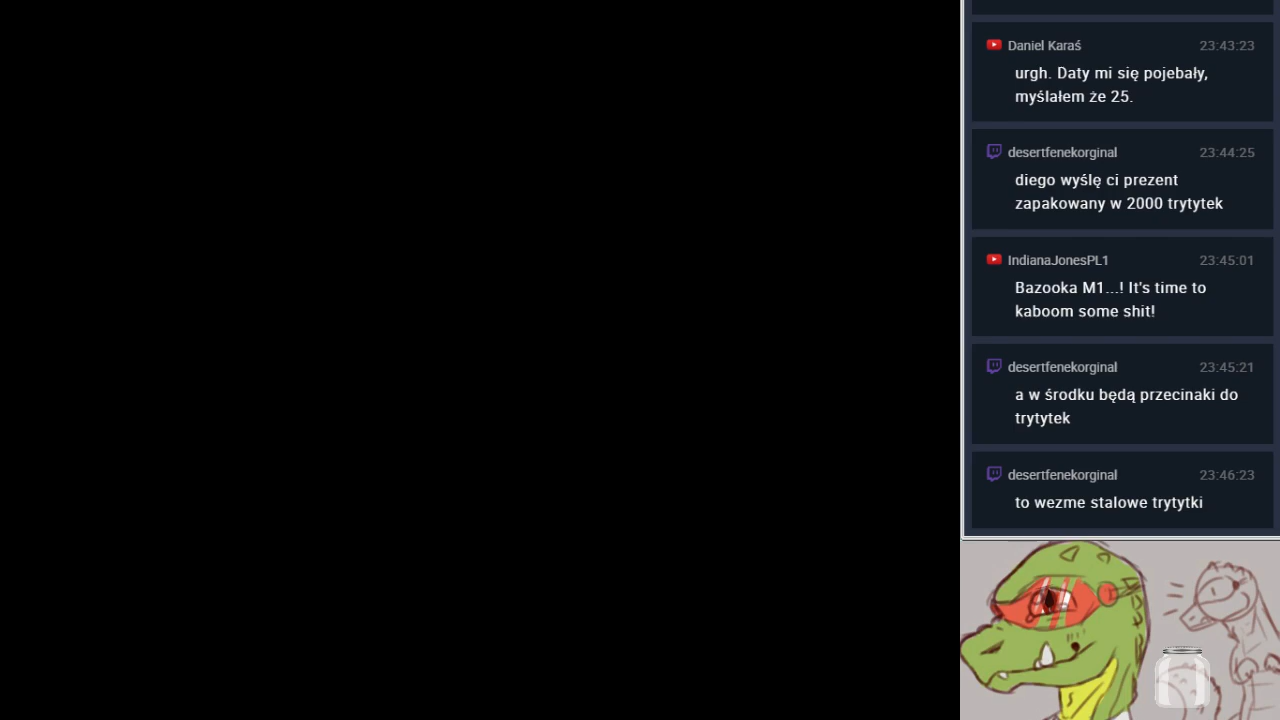 Daniel Karaś 23:43:23
urgh. Daty mi się pojebały,
myślałem że 25.
desertfenekorginal 23:44:25
diego wyślę ci prezent
zapakowany w 2000 trytytek
IndianaJonesPL1 23:45:01
Bazooka M1...! It's time to
kaboom some shit!
desertfenekorginal 23:45:21
a w środku będą przecinaki do
trytytek
desertfenekorginal 23:46:23
to wezme stalowe trytytki